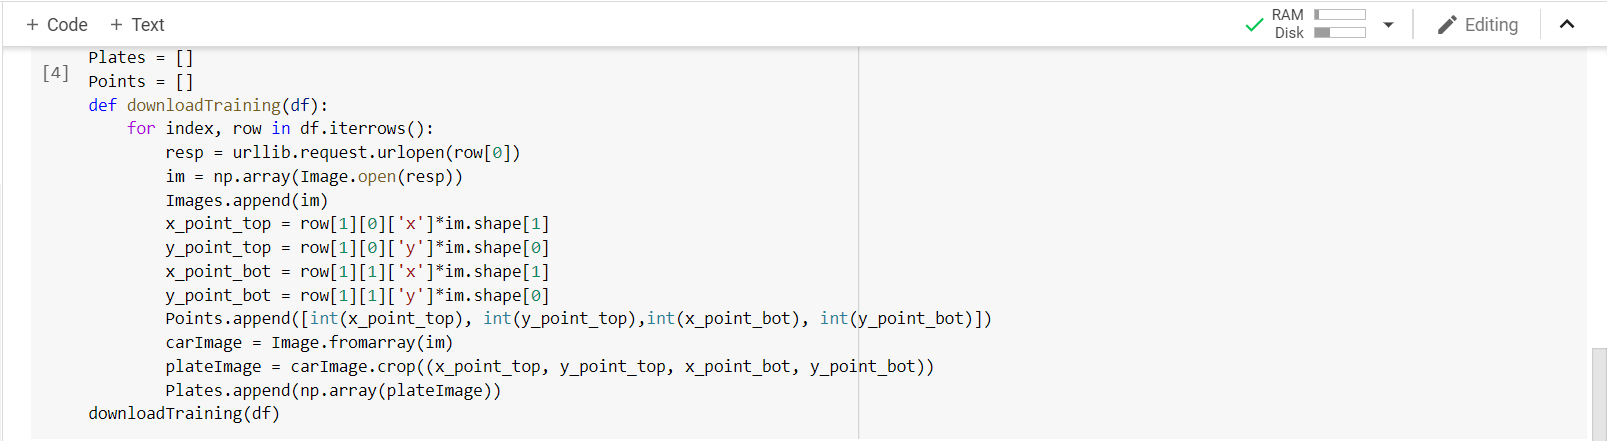 + Code + Text RAM Disk Editing
[4]
Plates = []
Points = []
def downloadTraining(df):
    for index, row in df.iterrows():
        resp = urllib.request.urlopen(row[0])
        im = np.array(Image.open(resp))
        Images.append(im)
        x_point_top = row[1][0]['x']*im.shape[1]
        y_point_top = row[1][0]['y']*im.shape[0]
        x_point_bot = row[1][1]['x']*im.shape[1]
        y_point_bot = row[1][1]['y']*im.shape[0]
        Points.append([int(x_point_top), int(y_point_top),int(x_point_bot), int(y_point_bot)])
        carImage = Image.fromarray(im)
        plateImage = carImage.crop((x_point_top, y_point_top, x_point_bot, y_point_bot))
        Plates.append(np.array(plateImage))
downloadTraining(df)